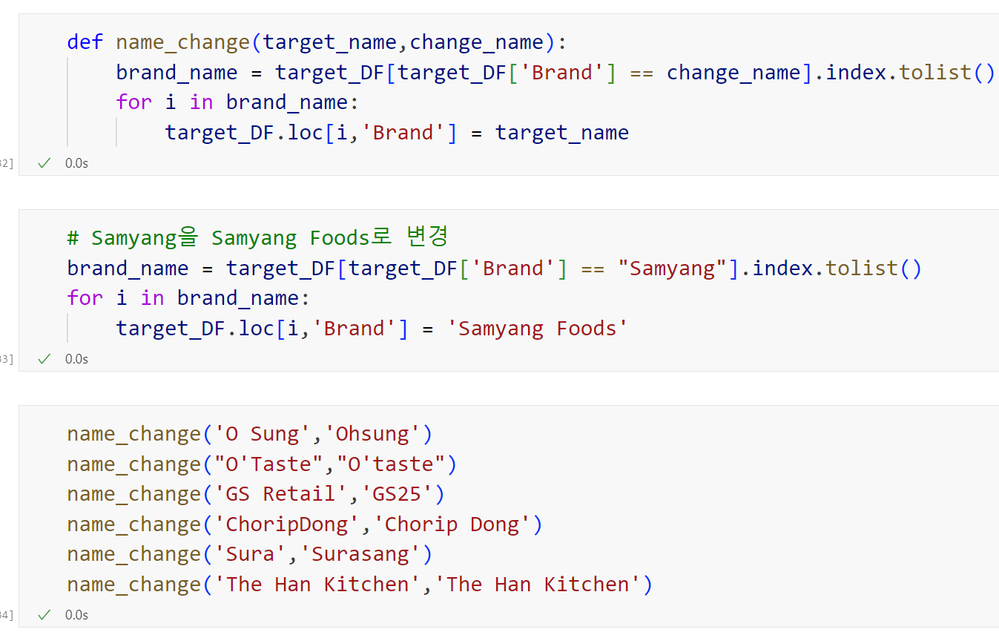 def name_change(target_name,change_name):
    brand_name = target_DF[target_DF['Brand'] == change_name].index.tolist()
    for i in brand_name:
        target_DF.loc[i,'Brand'] = target_name
32] ✓ 0.0s
# Samyang을 Samyang Foods로 변경
brand_name = target_DF[target_DF['Brand'] == "Samyang"].index.tolist()
for i in brand_name:
    target_DF.loc[i,'Brand'] = 'Samyang Foods'
33] ✓ 0.0s
name_change('O Sung','Ohsung')
name_change("O'Taste","O'taste")
name_change('GS Retail','GS25')
name_change('ChoripDong','Chorip Dong')
name_change('Sura','Surasang')
name_change('The Han Kitchen','The Han Kitchen')
34] ✓ 0.0s